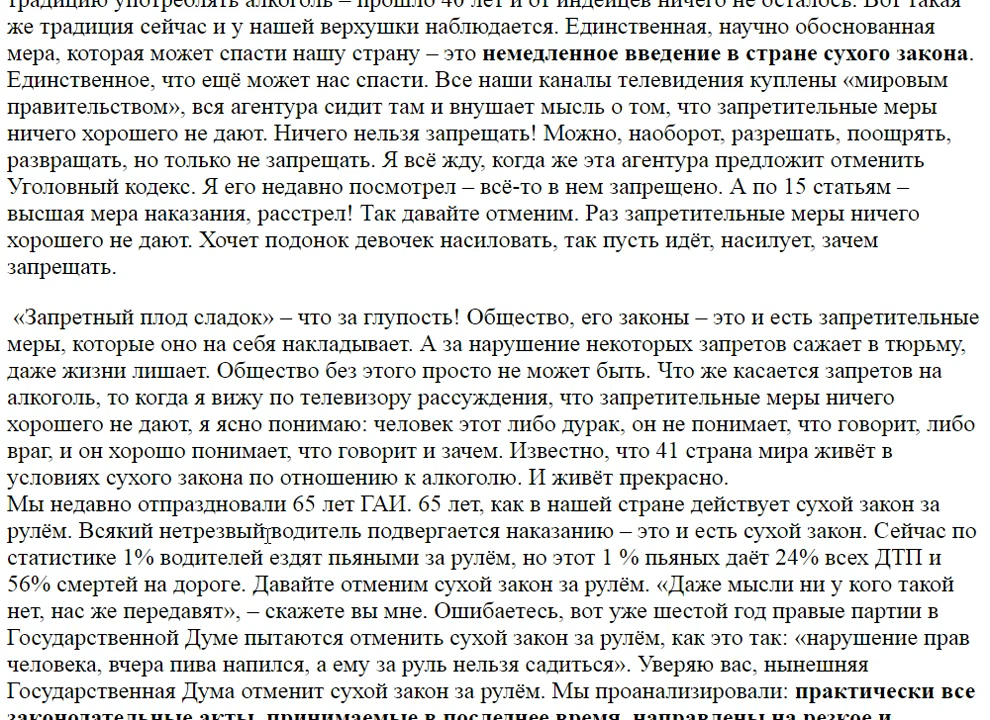 традицию употреблять алкоголь – прошло 40 лет и от индейцев ничего не осталось. Вот такая
же традиция сейчас и у нашей верхушки наблюдается. Единственная, научно обоснованная
мера, которая может спасти нашу страну – это немедленное введение в стране сухого закона.
Единственное, что ещё может нас спасти. Все наши каналы телевидения куплены «мировым
правительством», вся агентура сидит там и внушает мысль о том, что запретительные меры
ничего хорошего не дают. Ничего нельзя запрещать! Можно, наоборот, разрешать, поощрять,
развращать, но только не запрещать. Я всё жду, когда же эта агентура предложит отменить
Уголовный кодекс. Я его недавно посмотрел – всё-то в нем запрещено. А по 15 статьям –
высшая мера наказания, расстрел! Так давайте отменим. Раз запретительные меры ничего
хорошего не дают. Хочет подонок девочек насиловать, так пусть идёт, насилует, зачем
запрещать.
«Запретный плод сладок» – что за глупость! Общество, его законы – это и есть запретительные
меры, которые оно на себя накладывает. А за нарушение некоторых запретов сажает в тюрьму,
даже жизни лишает. Общество без этого просто не может быть. Что же касается запретов на
алкоголь, то когда я вижу по телевизору рассуждения, что запретительные меры ничего
хорошего не дают, я ясно понимаю: человек этот либо дурак, он не понимает, что говорит, либо
враг, и он хорошо понимает, что говорит и зачем. Известно, что 41 страна мира живёт в
условиях сухого закона по отношению к алкоголю. И живёт прекрасно.
Мы недавно отпраздновали 65 лет ГАИ. 65 лет, как в нашей стране действует сухой закон за
рулём. Всякий нетрезвый водитель подвергается наказанию – это и есть сухой закон. Сейчас по
статистике 1% водителей ездят пьяными за рулём, но этот 1 % пьяных даёт 24% всех ДТП и
56% смертей на дороге. Давайте отменим сухой закон за рулём. «Даже мысли ни у кого такой
нет, нас же передавят», – скажете вы мне. Ошибаетесь, вот уже шестой год правые партии в
Государственной Думе пытаются отменить сухой закон за рулём, как это так: «нарушение прав
человека, вчера пива напился, а ему за руль нельзя садиться». Уверяю вас, нынешняя
Государственная Дума отменит сухой закон за рулём. Мы проанализировали: практически все
законодательные акты, принимаемые в последнее время, направлены на резкое и